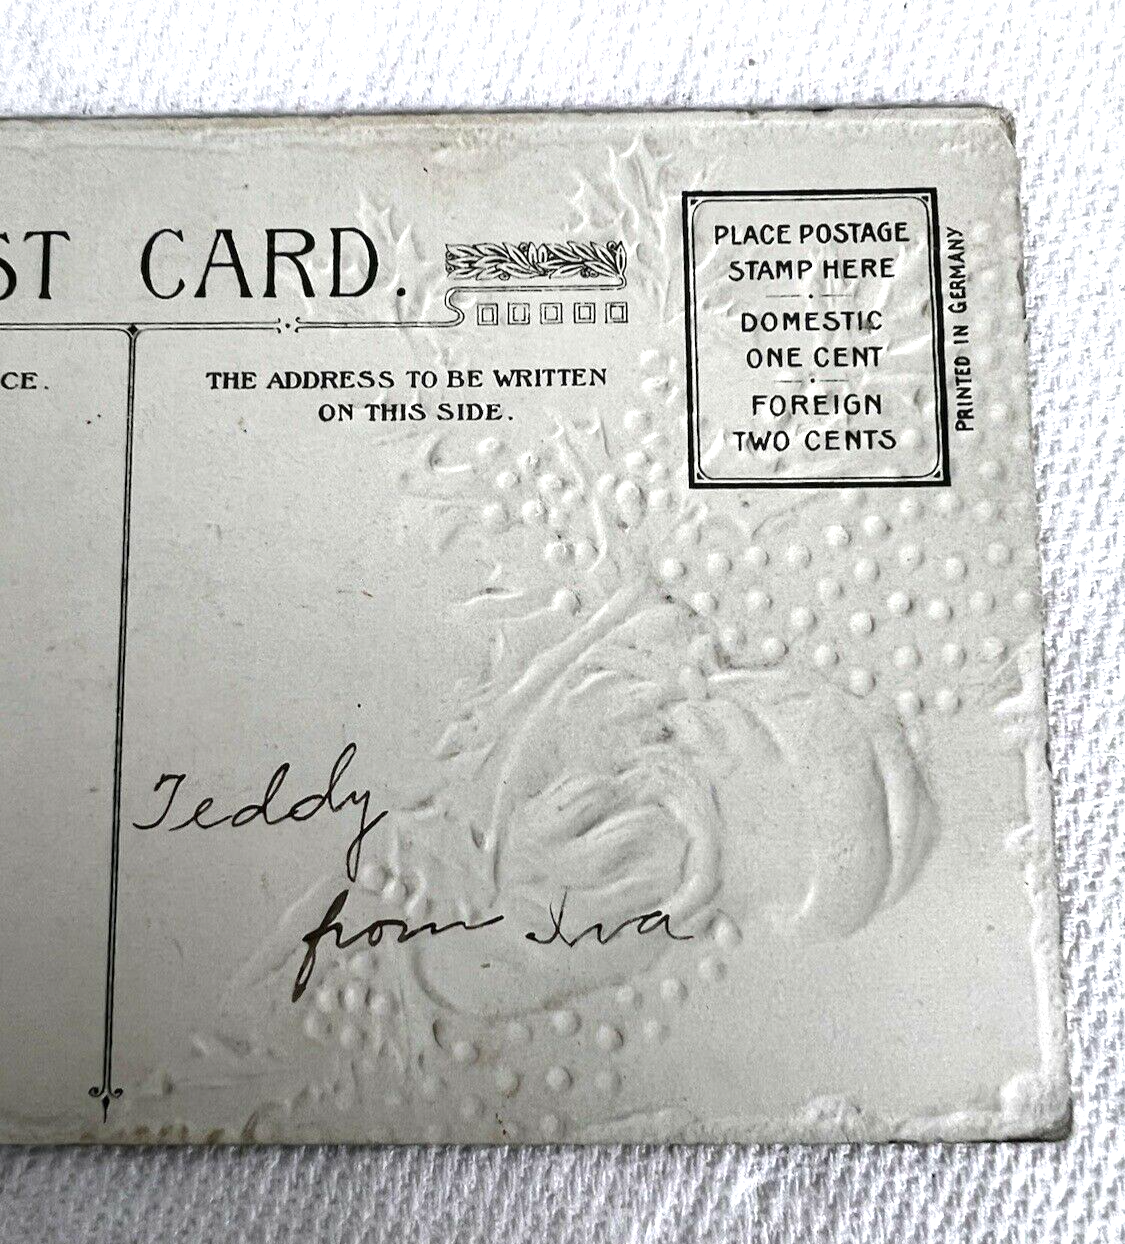 ST CARD.
CE.
THE ADDRESS TO BE WRITTEN
ON THIS SIDE.
PLACE POSTAGE
STAMP HERE
DOMESTIC
ONE CENT
FOREIGN
TWO CENTS
PRINTED IN GERMANY
Teddy
from Iva